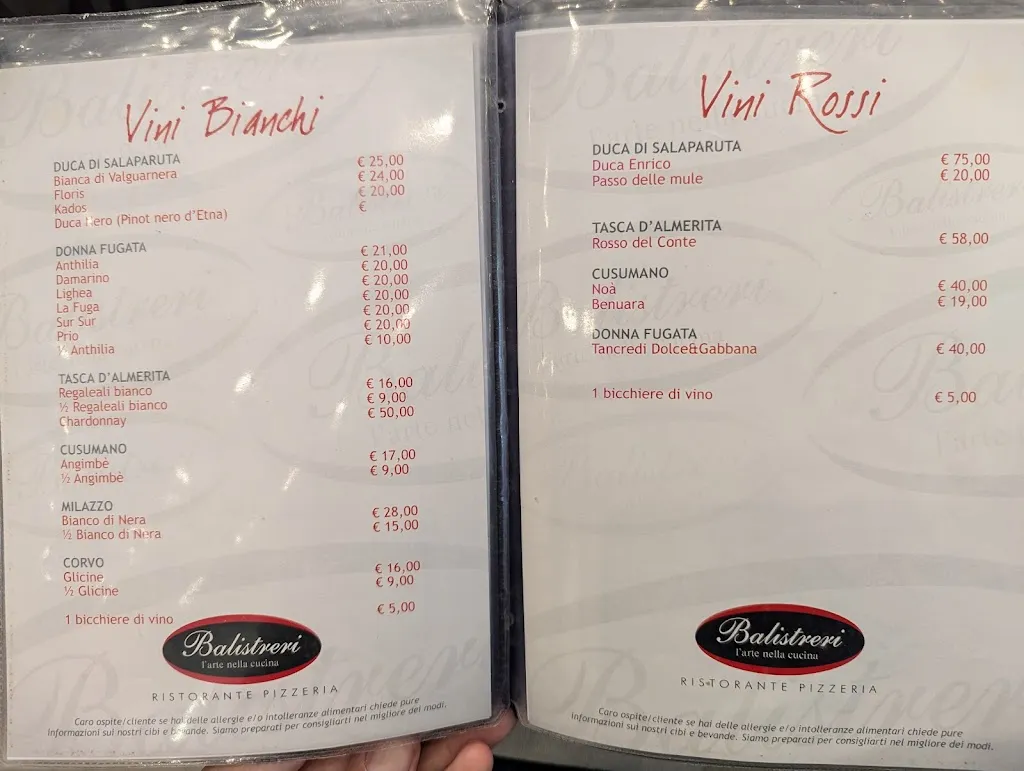 Vini Bianchi
DUCA DI SALAPARUTA
Bianca di Valguarnera € 25,00
Floris € 24,00
Kados € 20,00
Duca Nero (Pinot nero d'Etna) €
DONNA FUGATA
Anthilia € 21,00
Damarino € 20,00
Lighea € 20,00
La Fuga € 20,00
Sur Sur € 20,00
Prio € 20,00
½ Anthilia € 10,00
TASCA D'ALMERITA
Regaleali bianco € 16,00
½ Regaleali bianco € 9,00
Chardonnay € 50,00
CUSUMANO
Angimbè € 17,00
½ Angimbè € 9,00
MILAZZO
Bianco di Nera € 28,00
½ Bianco di Nera € 15,00
CORVO
Glicine € 16,00
½ Glicine € 9,00
1 bicchiere di vino € 5,00
Balistreri
l'arte nella cucina
RISTORANTE PIZZERIA
Caro ospite/cliente se hai delle allergie e/o intolleranze alimentari chiede pure
informazioni sui nostri cibi e bevande. Siamo preparati per consigliarti nel migliore dei modi.
Vini Rossi
DUCA DI SALAPARUTA
Duca Enrico € 75,00
Passo delle mule € 20,00
TASCA D'ALMERITA
Rosso del Conte € 58,00
CUSUMANO
Noà € 40,00
Benuara € 19,00
DONNA FUGATA
Tancredi Dolce&Gabbana € 40,00
1 bicchiere di vino € 5,00
Balistreri
l'arte nella cucina
RISTORANTE PIZZERIA
Caro ospite/cliente se hai delle allergie e/o intolleranze alimentari chiede pure
informazioni sui nostri cibi e bevande. Siamo preparati per consigliarti nel migliore dei modi.